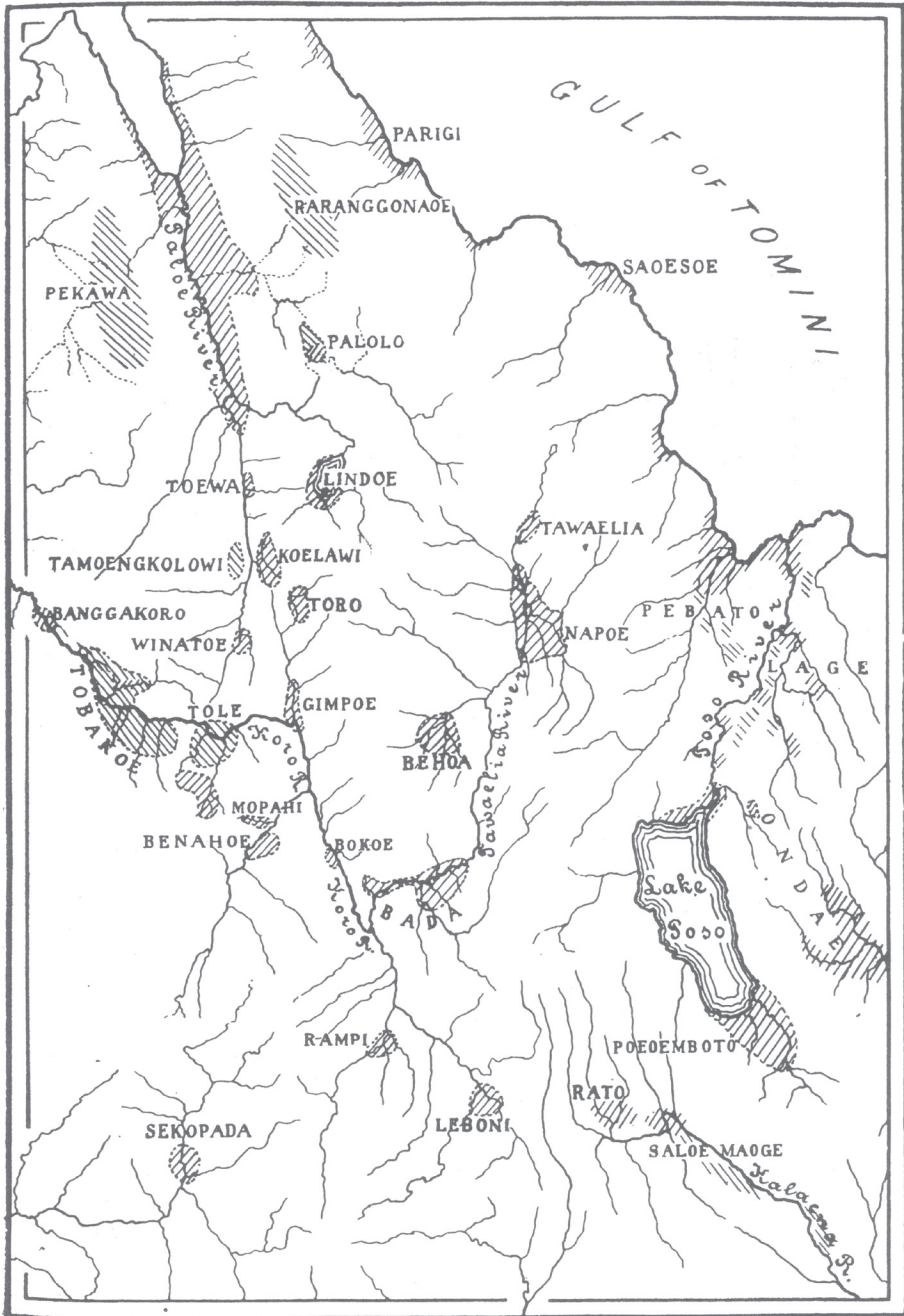 GULF OF TOMINI
PARIGI
RARANGGONAOE
SAOESOE
PEKAWA
Saloe River
PALOLO
TOEWA
LINDOE
TAWAELIA
TAMOENGKOLOWI
KOELAWI
TORO
BANGGAKORO
WINATOE
NAPOE
PEBATO
LAGE
Poso River
TOBAKOE
TOLE
GIMPOE
Koro R.
BEHOA
Tawaelia River
MOPAHI
BENAHOE
BOKOE
BADA
Koro R.
ONDAE
Lake
Poso
RAMPI
POEOEMBOTO
RATO
LEBONI
SEKOPADA
SALOE MAOGE
Kalaena R.